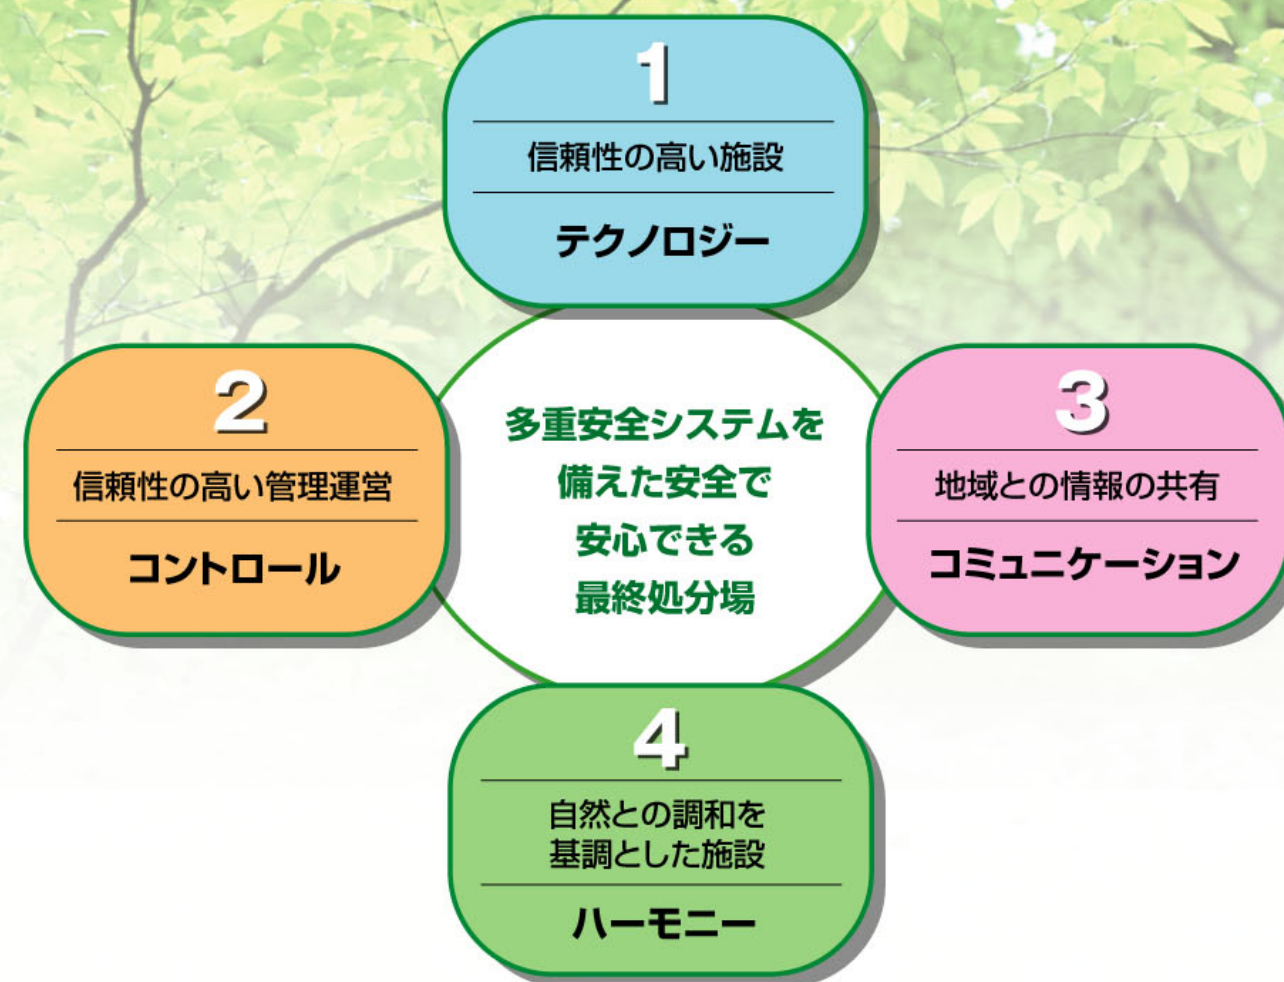 1
信頼性の高い施設
テクノロジー
2
信頼性の高い管理運営
コントロール
多重安全システムを
備えた安全で
安心できる
最終処分場
3
地域との情報の共有
コミュニケーション
4
自然との調和を
基調とした施設
ハーモニー